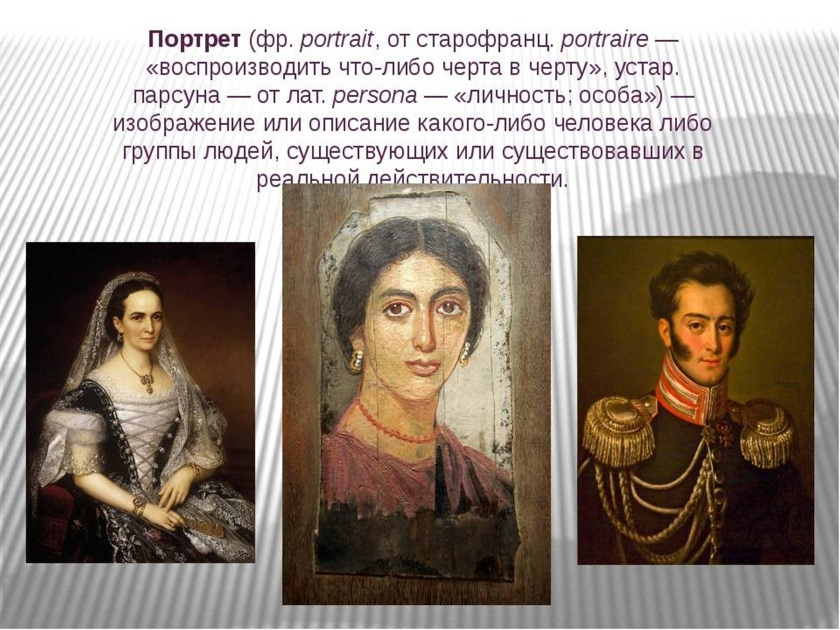 Портрет (фр. portrait, от старофранц. portraire —
«воспроизводить что-либо черта в черту», устар.
парсуна — от лат. persona — «личность; особа») —
изображение или описание какого-либо человека либо
группы людей, существующих или существовавших в
реальной действительности.